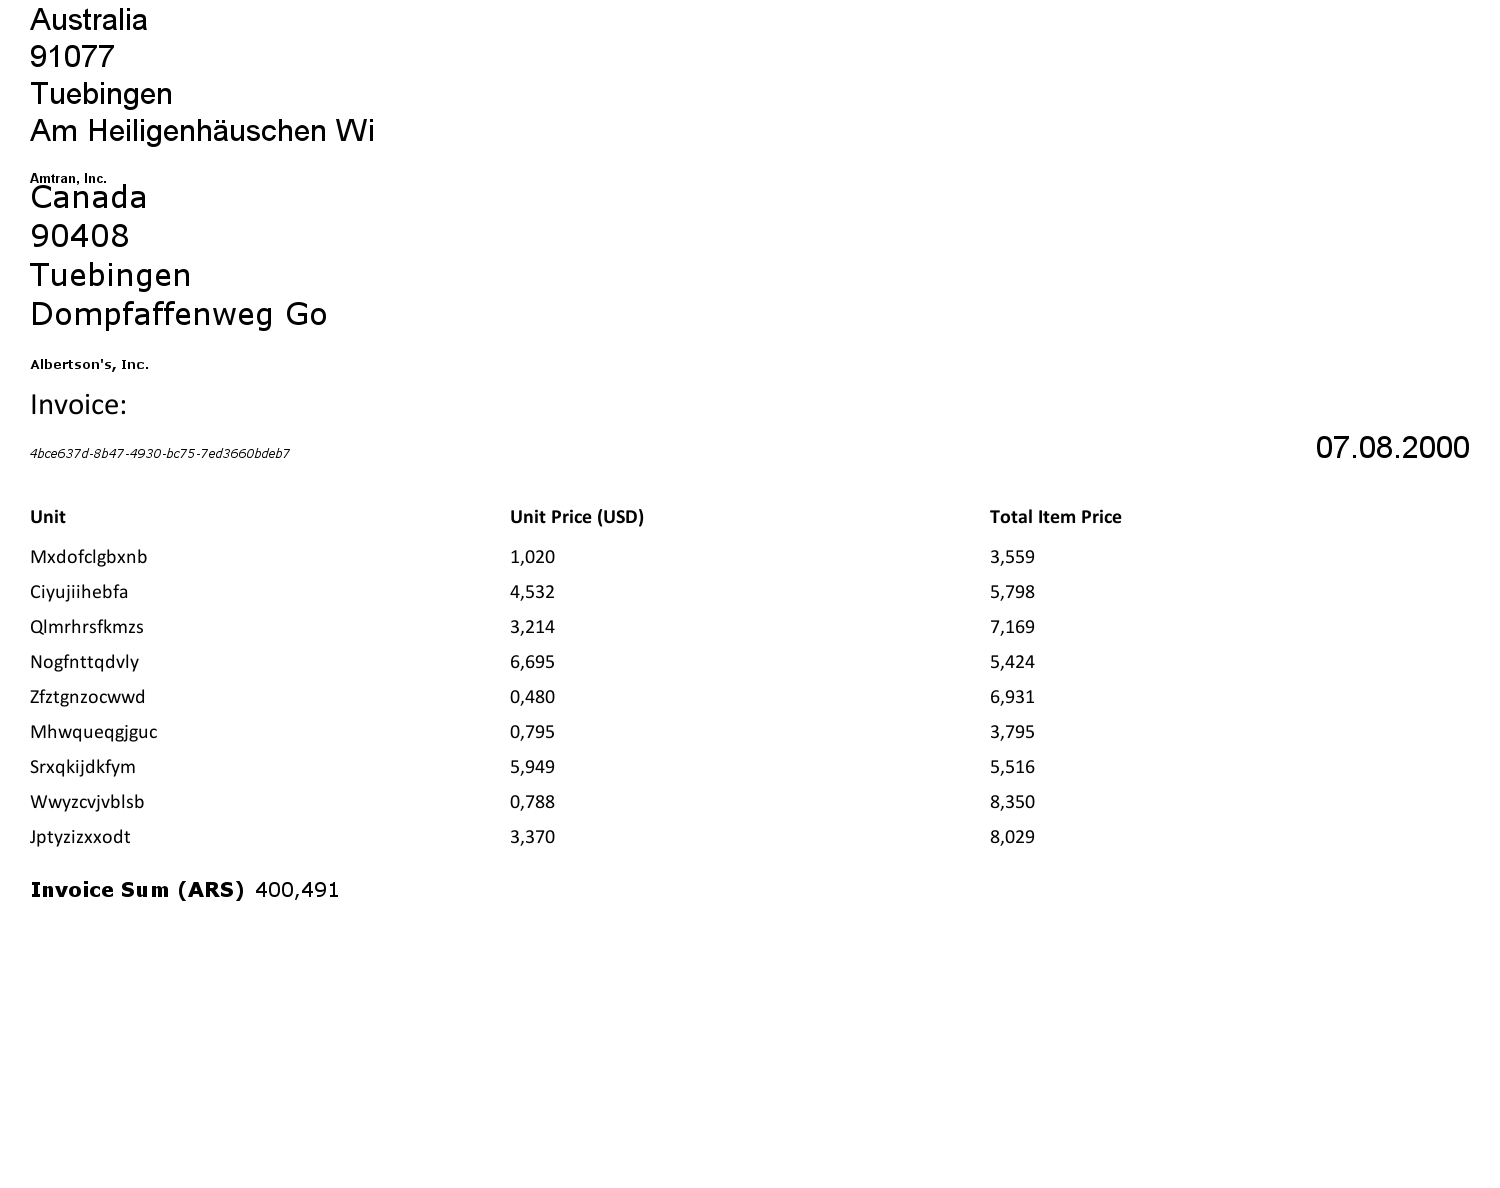 Australia
91077
Tuebingen
Am Heiligenhäuschen Wi
Amtran, Inc.
Canada
90408
Tuebingen
Dompfaffenweg Go
Albertson's, Inc.
Invoice:
4bce637d-8b47-4930-bc75-7ed3660bdeb7 07.08.2000
Unit Unit Price (USD) Total Item Price
Mxdofclgbxnb 1,020 3,559
Ciyujiihebfa 4,532 5,798
Qlmrhrsfkmzs 3,214 7,169
Nogfnttqdvly 6,695 5,424
Zfztgnzocwwd 0,480 6,931
Mhwqueqgjguc 0,795 3,795
Srxqkijdkfym 5,949 5,516
Wwyzcvjvblsb 0,788 8,350
Jptyzizxxodt 3,370 8,029
Invoice Sum (ARS) 400,491